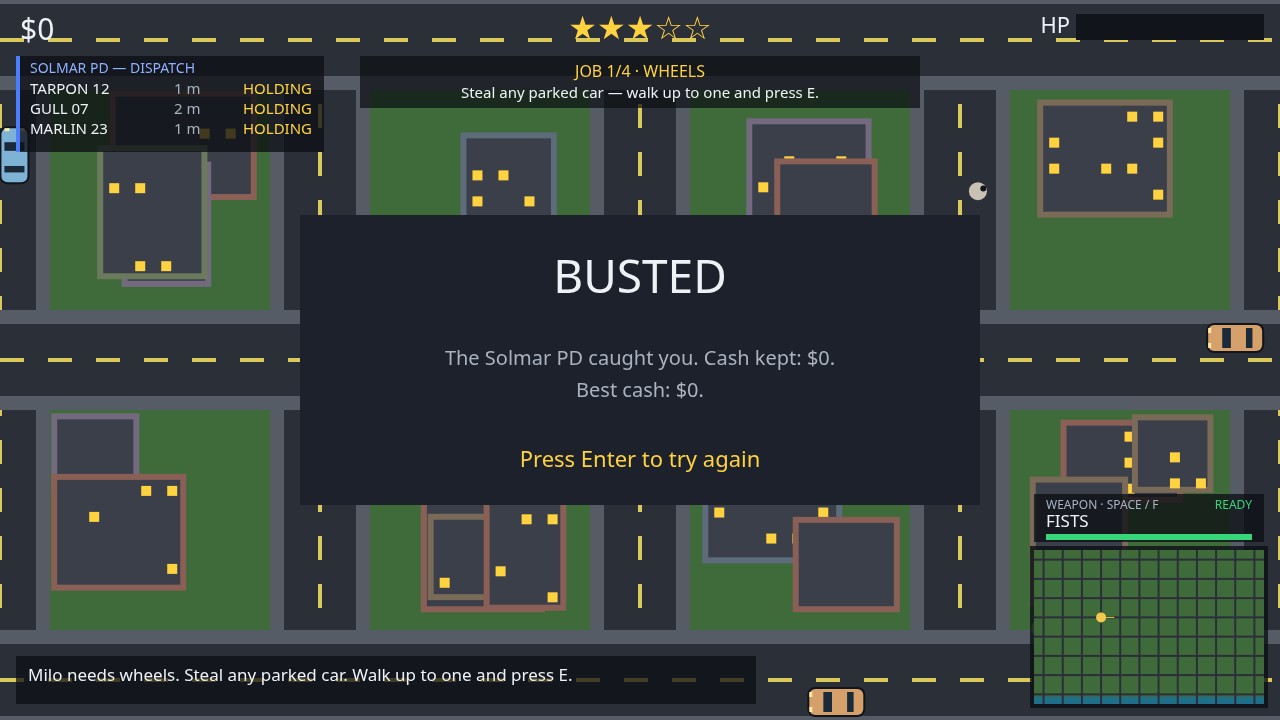 $0
★★★☆☆
HP
SOLMAR PD — DISPATCH
TARPON 12 1 m HOLDING
GULL 07 2 m HOLDING
MARLIN 23 1 m HOLDING
JOB 1/4 · WHEELS
Steal any parked car — walk up to one and press E.
BUSTED
The Solmar PD caught you. Cash kept: $0.
Best cash: $0.
Press Enter to try again
WEAPON · SPACE / F READY
FISTS
Milo needs wheels. Steal any parked car. Walk up to one and press E.